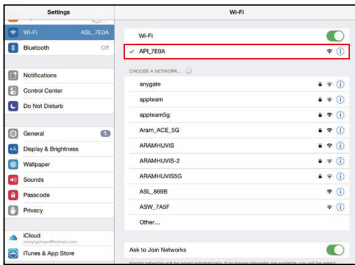 Settings
Wi-Fi
Wi-Fi ASL_7E0A
Bluetooth Off
Notifications
Control Center
Do Not Disturb
General 1
Display & Brightness
Wallpaper
Sounds
Passcode
Privacy
iCloud
iTunes & App Store
Wi-Fi
API_7E0A
CHOOSE A NETWORK...
anygate
appteam
appteam5g
Aram_ACE_5G
ARAMHUVIS
ARAMHUVIS-2
ARAMHUVIS5G
ASL_869B
ASW_7A5F
Other...
Ask to Join Networks